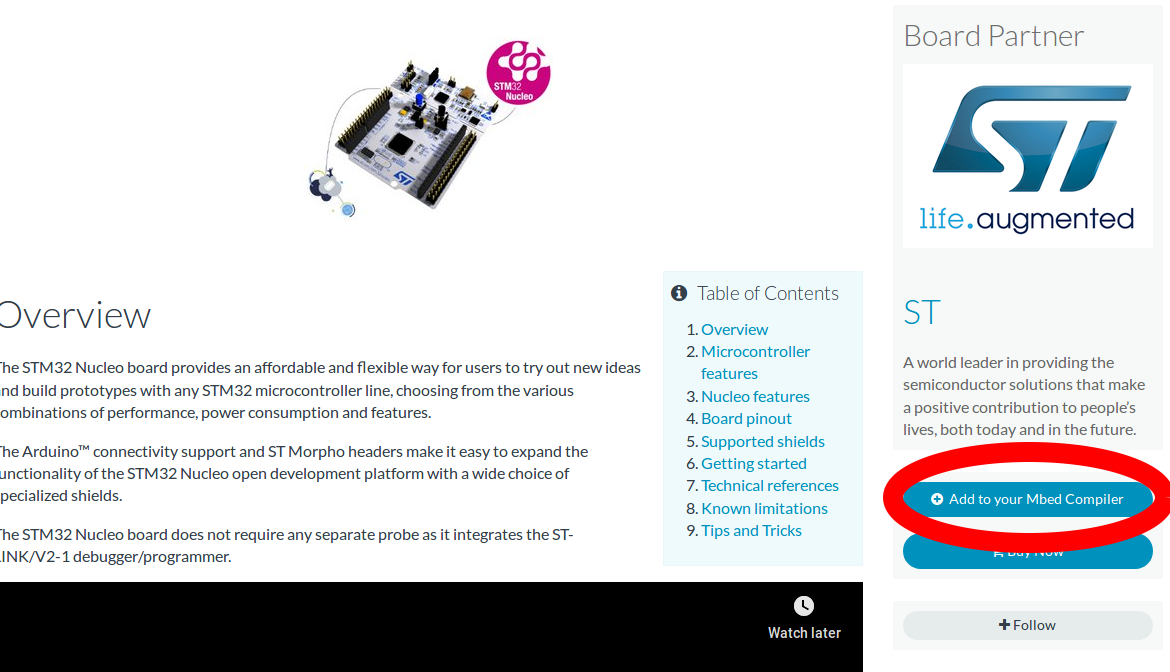 STM32
Nucleo
ST
Board Partner
ST
life.augmented
Overview
The STM32 Nucleo board provides an affordable and flexible way for users to try out new ideas
and build prototypes with any STM32 microcontroller line, choosing from the various
combinations of performance, power consumption and features.
The Arduino™ connectivity support and ST Morpho headers make it easy to expand the
functionality of the STM32 Nucleo open development platform with a wide choice of
specialized shields.
The STM32 Nucleo board does not require any separate probe as it integrates the ST-
LINK/V2-1 debugger/programmer.
Table of Contents
1. Overview
2. Microcontroller
features
3. Nucleo features
4. Board pinout
5. Supported shields
6. Getting started
7. Technical references
8. Known limitations
9. Tips and Tricks
ST
A world leader in providing the
semiconductor solutions that make
a positive contribution to people's
lives, both today and in the future.
Add to your Mbed Compiler
Buy Now
Follow
Watch later